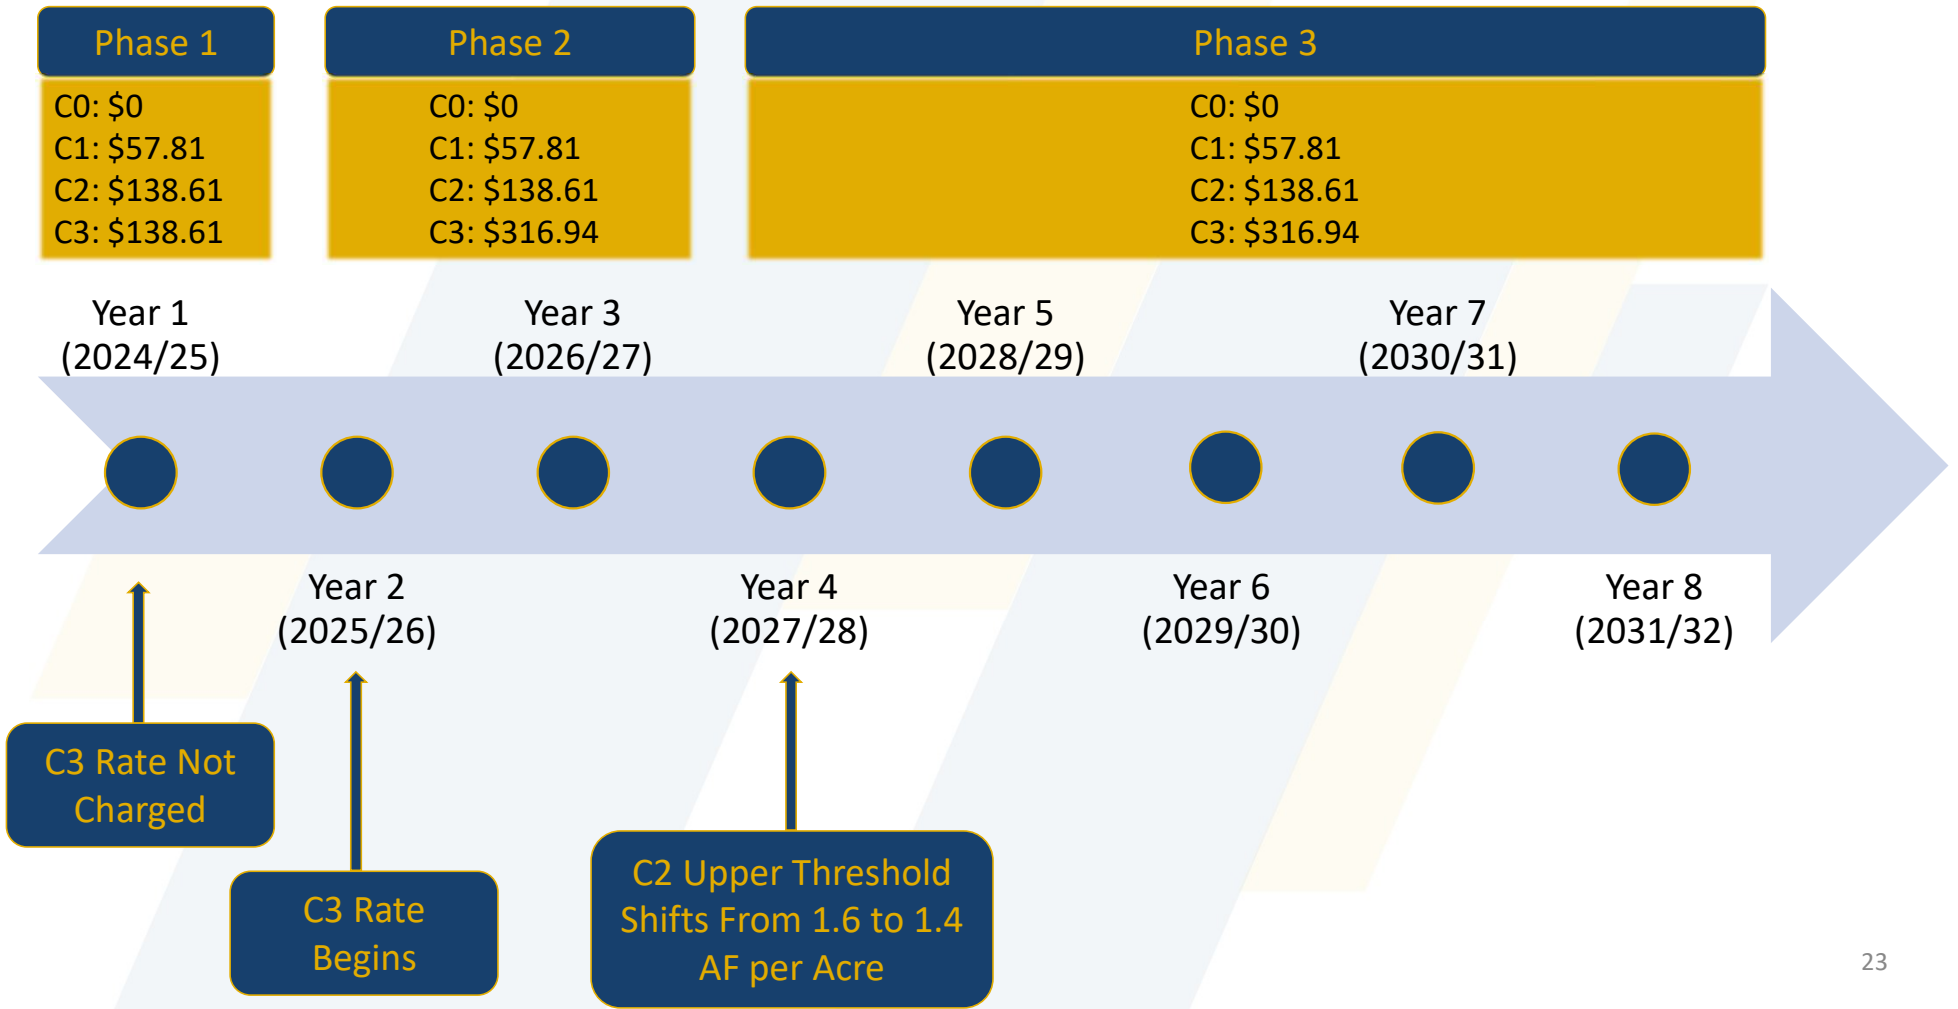 Phase 1
C0: $0
C1: $57.81
C2: $138.61
C3: $138.61
Phase 2
C0: $0
C1: $57.81
C2: $138.61
C3: $316.94
Phase 3
C0: $0
C1: $57.81
C2: $138.61
C3: $316.94
Year 1
(2024/25)
Year 3
(2026/27)
Year 5
(2028/29)
Year 7
(2030/31)
Year 2
(2025/26)
Year 4
(2027/28)
Year 6
(2029/30)
Year 8
(2031/32)
C3 Rate Not
Charged
C3 Rate
Begins
C2 Upper Threshold
Shifts From 1.6 to 1.4
AF per Acre
23